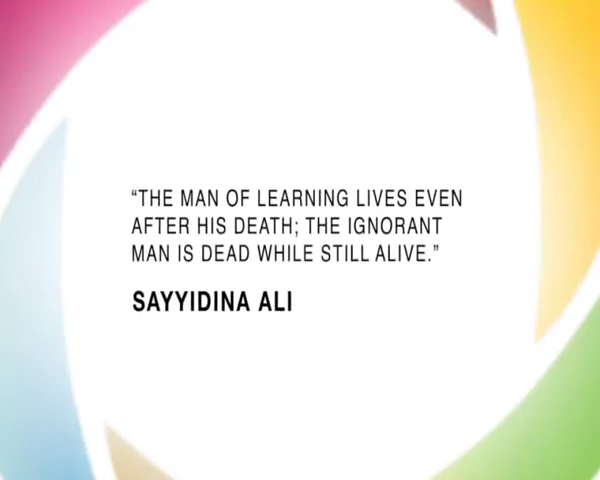 “THE MAN OF LEARNING LIVES EVEN
AFTER HIS DEATH; THE IGNORANT
MAN IS DEAD WHILE STILL ALIVE.”
SAYYIDINA ALI